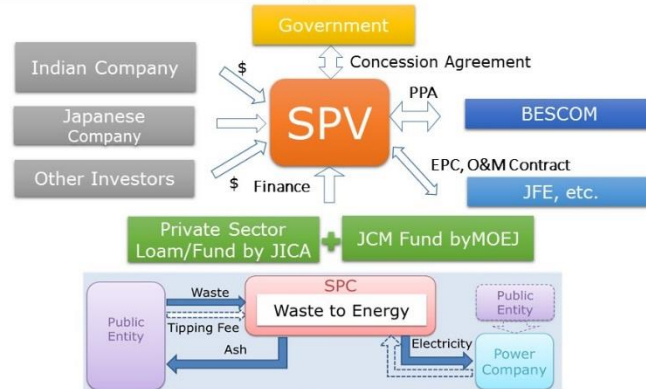 Government
Concession Agreement
Indian Company
$
Japanese
Company
SPV
PPA
BESCOM
Other Investors
$
Finance
EPC, O&M Contract
JFE, etc.
Private Sector
Loam/Fund by JICA
+
JCM Fund byMOEJ
SPC
Waste to Energy
Public
Entity
Waste
Tipping Fee
Ash
Electricity
Public
Entity
Power
Company